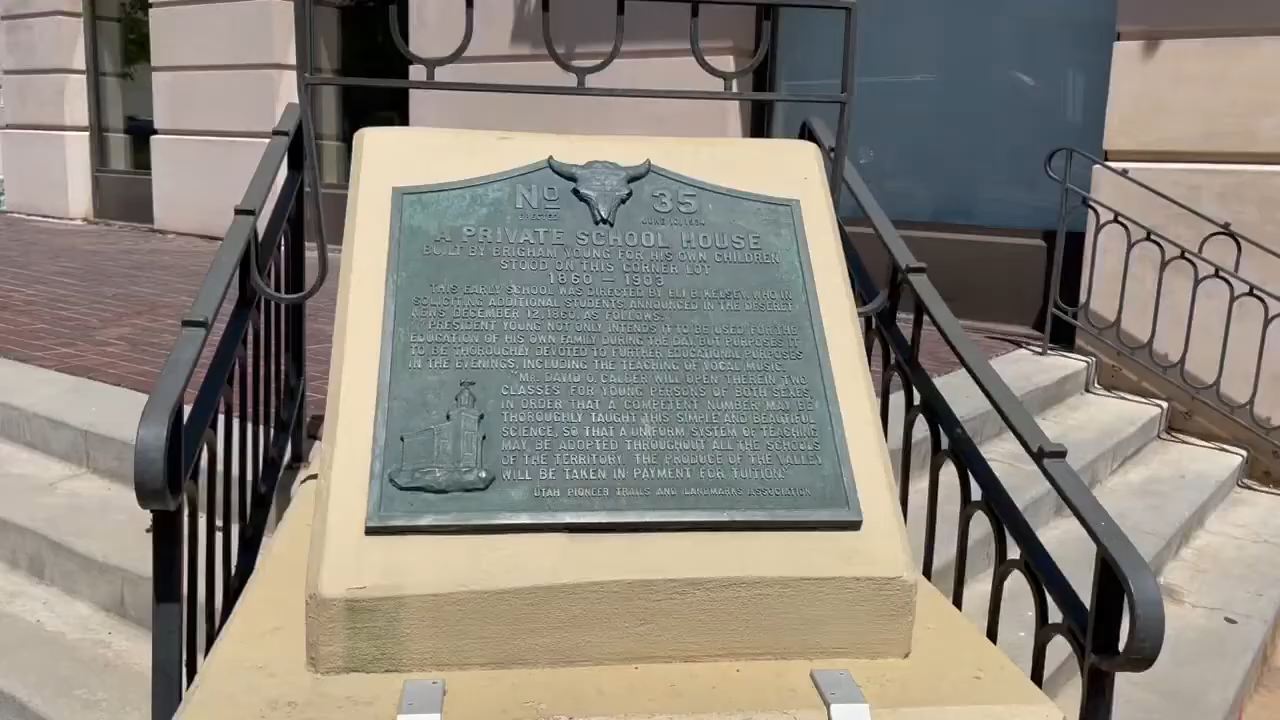 No 35
ERECTED JUNE 12, 1934
A PRIVATE SCHOOL HOUSE
BUILT BY BRIGHAM YOUNG FOR HIS OWN CHILDREN
STOOD ON THIS CORNER LOT
1860 — 1903
THIS EARLY SCHOOL WAS DIRECTED BY ELI B. KELSEY, WHO IN
SOLICITING ADDITIONAL STUDENTS, ANNOUNCED IN THE DESERET
NEWS DECEMBER 12, 1860, AS FOLLOWS:
"PRESIDENT YOUNG NOT ONLY INTENDS IT TO BE USED FOR THE
EDUCATION OF HIS OWN FAMILY DURING THE DAY BUT PURPOSES IT
TO BE THOROUGHLY DEVOTED TO FURTHER EDUCATIONAL PURPOSES
IN THE EVENINGS, INCLUDING THE TEACHING OF VOCAL MUSIC.
"MR. DAVID O. CALDER WILL OPEN THEREIN TWO
CLASSES FOR YOUNG PERSONS OF BOTH SEXES,
IN ORDER THAT A COMPETENT NUMBER MAY BE
THOROUGHLY TAUGHT THIS SIMPLE AND BEAUTIFUL
SCIENCE, SO THAT A UNIFORM SYSTEM OF TEACHING
MAY BE ADOPTED THROUGHOUT ALL THE SCHOOLS
OF THE TERRITORY. THE PRODUCE OF THE VALLEY
WILL BE TAKEN IN PAYMENT FOR TUITION."
UTAH PIONEER TRAILS AND LANDMARKS ASSOCIATION